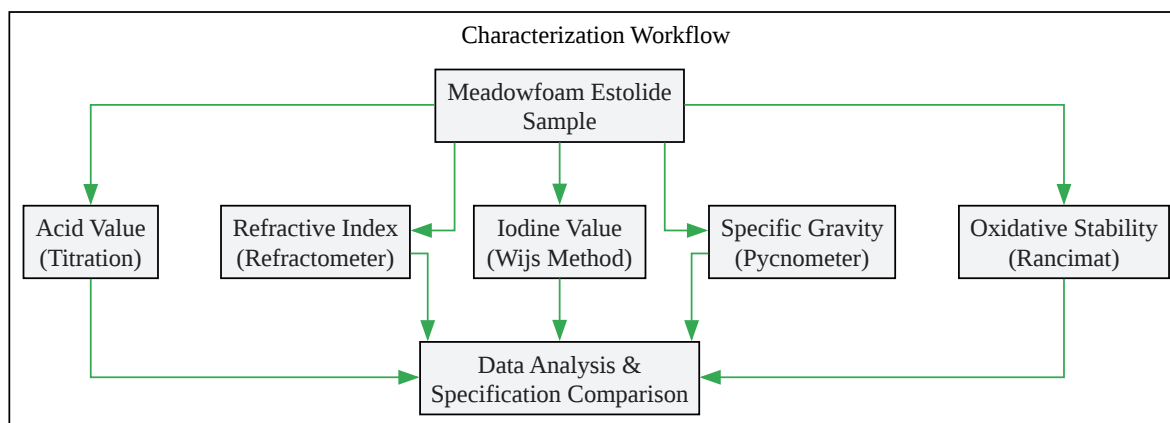 Characterization Workflow
Meadowfoam Estolide
Sample
Acid Value
(Titration)
Refractive Index
(Refractometer)
Iodine Value
(Wijs Method)
Specific Gravity
(Pycnometer)
Oxidative Stability
(Rancimat)
Data Analysis &
Specification Comparison